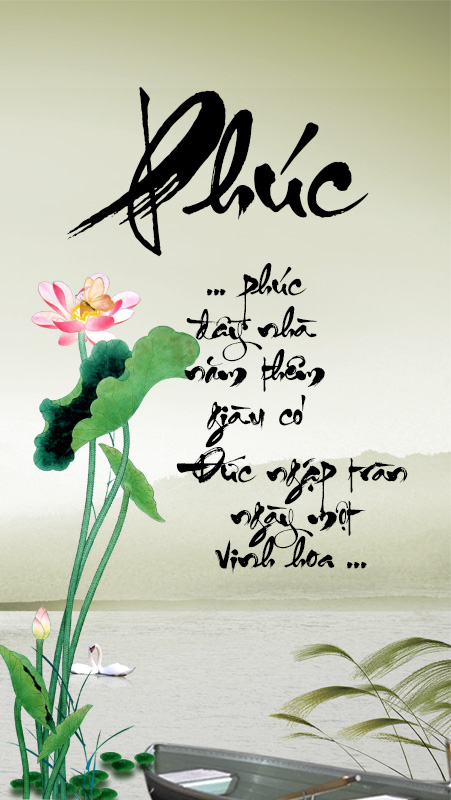 Phúc
... phúc
đầy nhà
năm thêm
giàu có
Đức ngập tràn
ngày một
vinh hoa ...